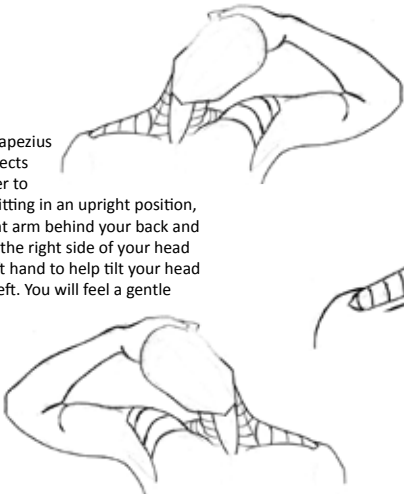 apezius
ects
er to
itting in an upright position,
t arm behind your back and
the right side of your head
t hand to help tilt your head
eft. You will feel a gentle